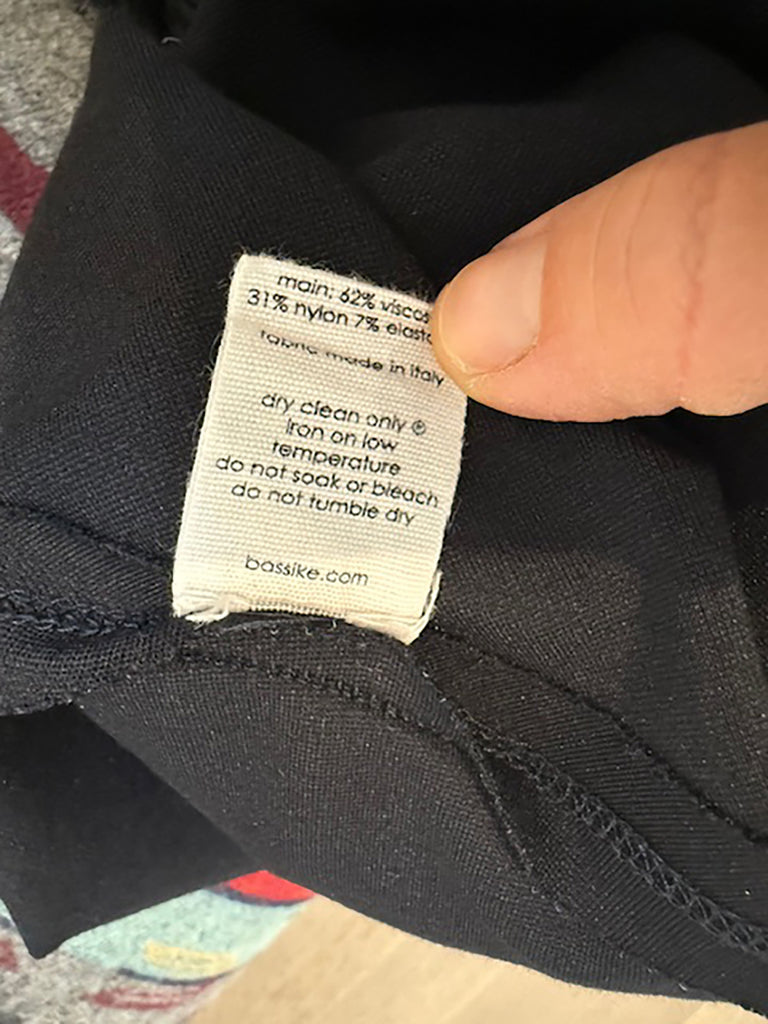 main: 62% viscos
31% nylon 7% elast
fabric made in italy
dry clean only Ⓟ
iron on low
temperature
do not soak or bleach
do not tumble dry
bassike.com